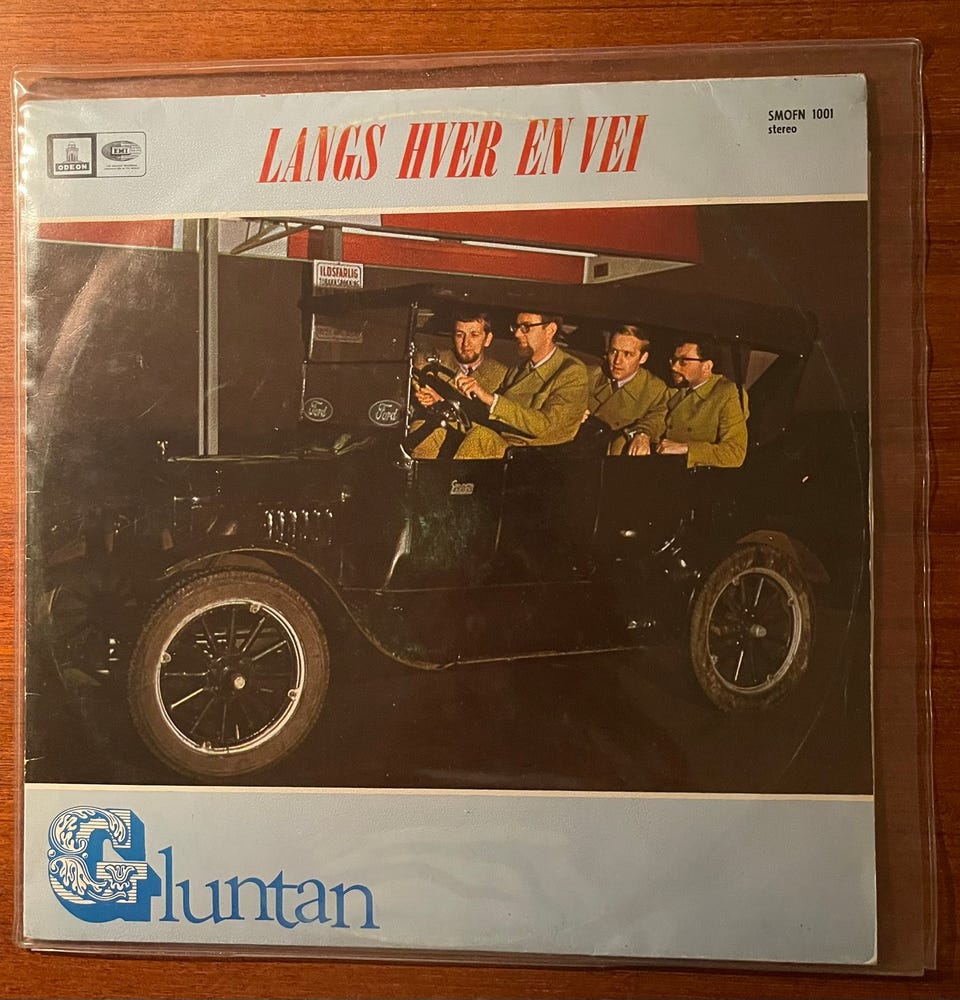 LANGS HVER EN VEI
SMOFN 1001
stereo
ODEON
EMI
ILDSFARLIG
Ford
Ford
Gluntan